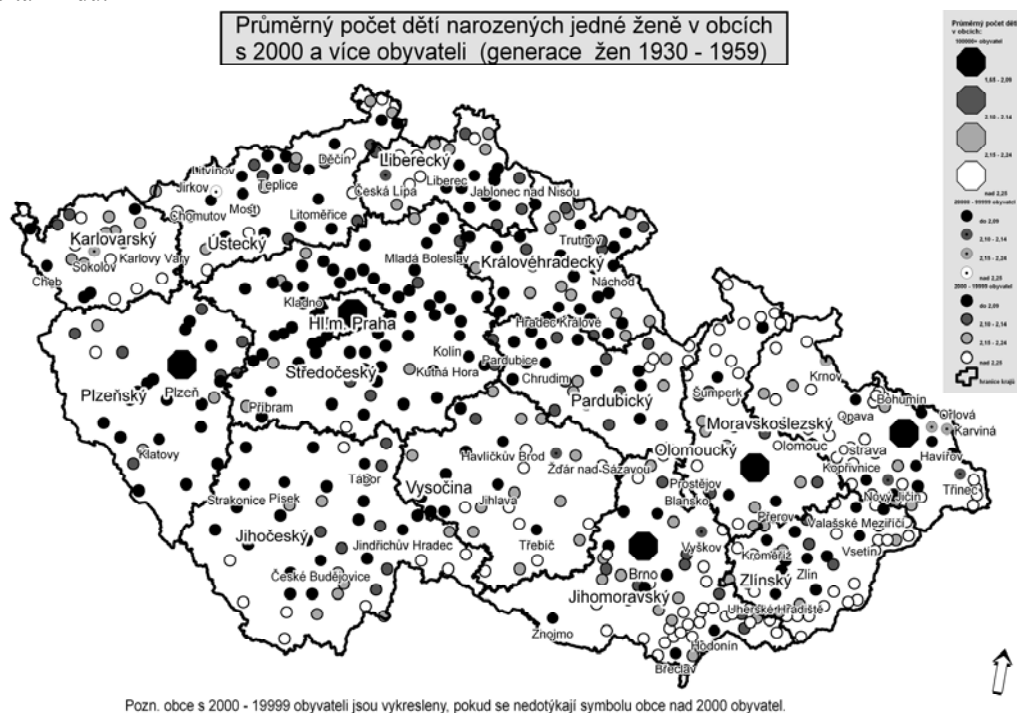 Průměrný počet dětí narozených jedné ženě v obcích
s 2000 a více obyvateli (generace žen 1930 - 1959)
Průměrný počet dětí
v obcích:
100000+ obyvatel
1,65 - 2,09
2,10 - 2,14
2,15 - 2,24
nad 2,25
20000 - 99999 obyvatel
do 2,09
2,10 - 2,14
2,15 - 2,24
nad 2,25
2000 - 19999 obyvatel
do 2,09
2,10 - 2,14
2,15 - 2,24
nad 2,25
hranice krajů
Děčín
Liberecký
Litvínov
Teplice
Liberec
Jirkov
Česká Lípa
Jablonec nad Nisou
Chomutov
Most
Litoměřice
Karlovarský
Ústecký
Trutnov
Sokolov
Karlovy Vary
Mladá Boleslav
Královéhradecký
Cheb
Náchod
Kladno
Hl.m. Praha
Hradec Králové
Kolín
Pardubice
Středočeský
Kutná Hora
Chrudim
Krnov
Plzeňský
Plzeň
Šumperk
Bohumín
Příbram
Pardubický
Opava
Orlová
Moravskoslezský
Karviná
Klatovy
Havlíčkův Brod
Olomoucký
Olomouc
Ostrava
Havířov
Žďár nad Sázavou
Kopřivnice
Tábor
Vysočina
Prostějov
Třinec
Strakonice
Písek
Jihlava
Blansko
Nový Jičín
Přerov
Valašské Meziříčí
Jihočeský
Jindřichův Hradec
Třebíč
Vyškov
Kroměříž
Vsetín
České Budějovice
Brno
Zlínský
Zlín
Jihomoravský
Uherské Hradiště
Znojmo
Hodonín
Břeclav
Pozn. obce s 2000 - 19999 obyvateli jsou vykresleny, pokud se nedotýkají symbolu obce nad 2000 obyvatel.